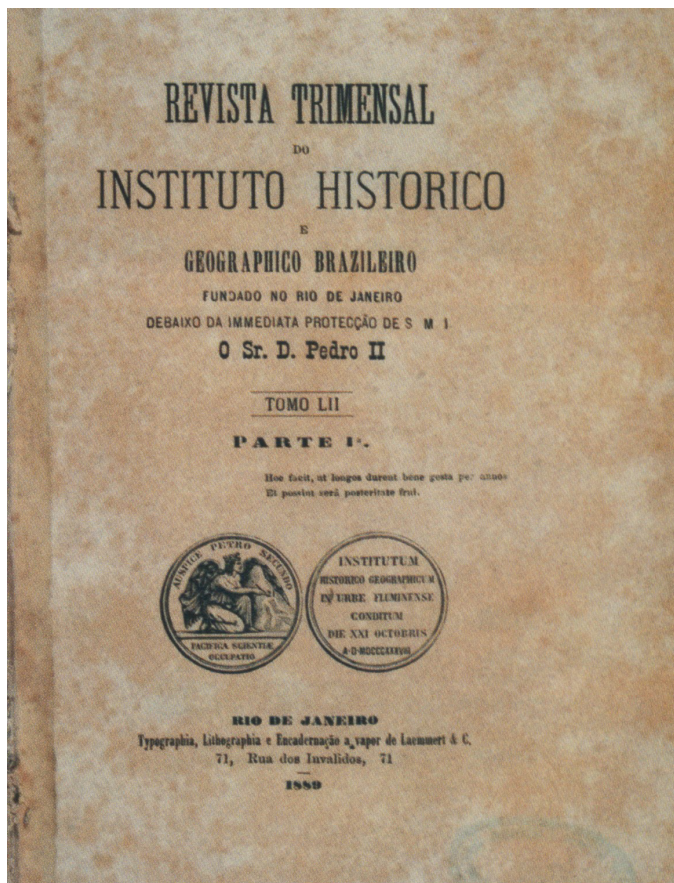 REVISTA TRIMENSAL
DO
INSTITUTO HISTORICO
E
GEOGRAPHICO BRAZILEIRO
FUNDADO NO RIO DE JANEIRO
DEBAIXO DA IMMEDIATA PROTECÇÃO DE S M I
O Sr. D. Pedro II
TOMO LII
PARTE Iª.
Hoc facit, ut longos durent bene gesta per annos
Et possint serâ posteritate frui.
AUSPICE PETRO SECUNDO
PACIFICA SCIENTIÆ
OCCUPATIO
INSTITUTUM
HISTORICO GEOGRAPHICUM
IN URBE FLUMINENSE
CONDITUM
DIE XXI OCTOBRIS
A·D·MDCCCXXXVIII
RIO DE JANEIRO
Typographia, Lithographia e Encadernação a vapor de Laemmert & C.
71, Rua dos Invalidos, 71
1889